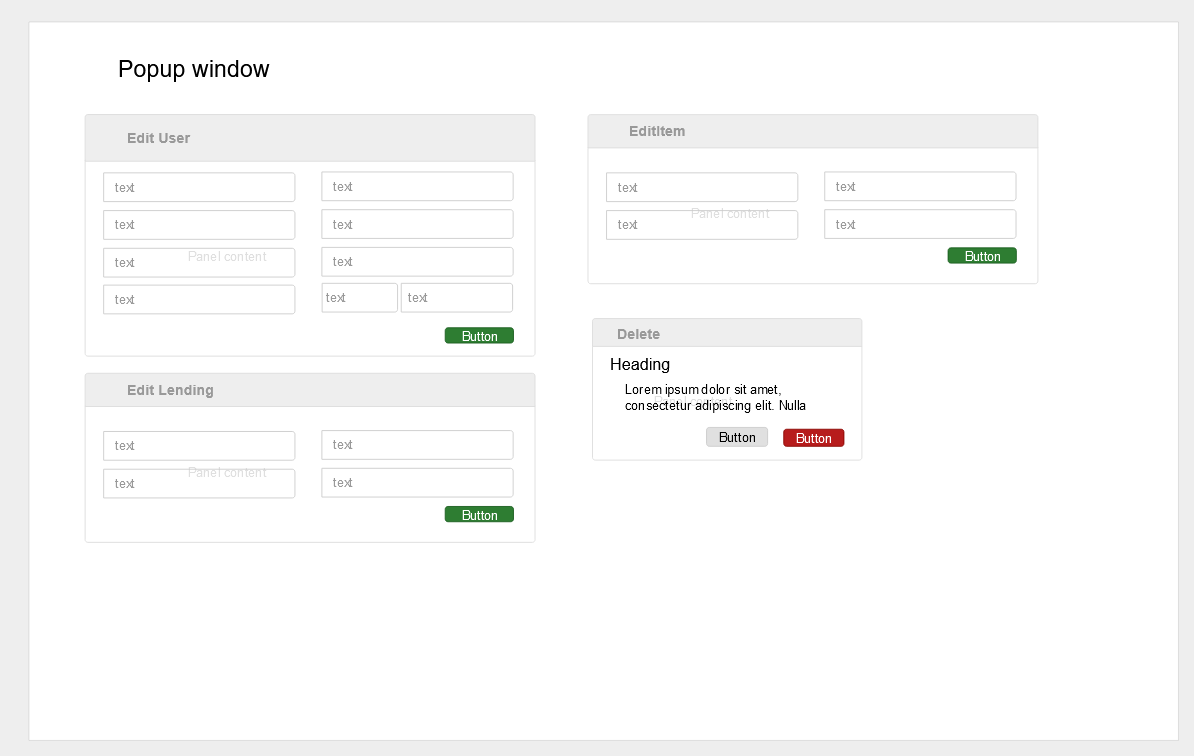 Popup window
Edit User
text
text
text
text
text
Panel content
text
text
text
text
Button
Edit Lending
text
text
text
Panel content
text
Button
EditItem
text
text
Panel content
text
text
Button
Delete
Heading
Lorem ipsum dolor sit amet,
consectetur adipiscing elit. Nulla
Button
Button